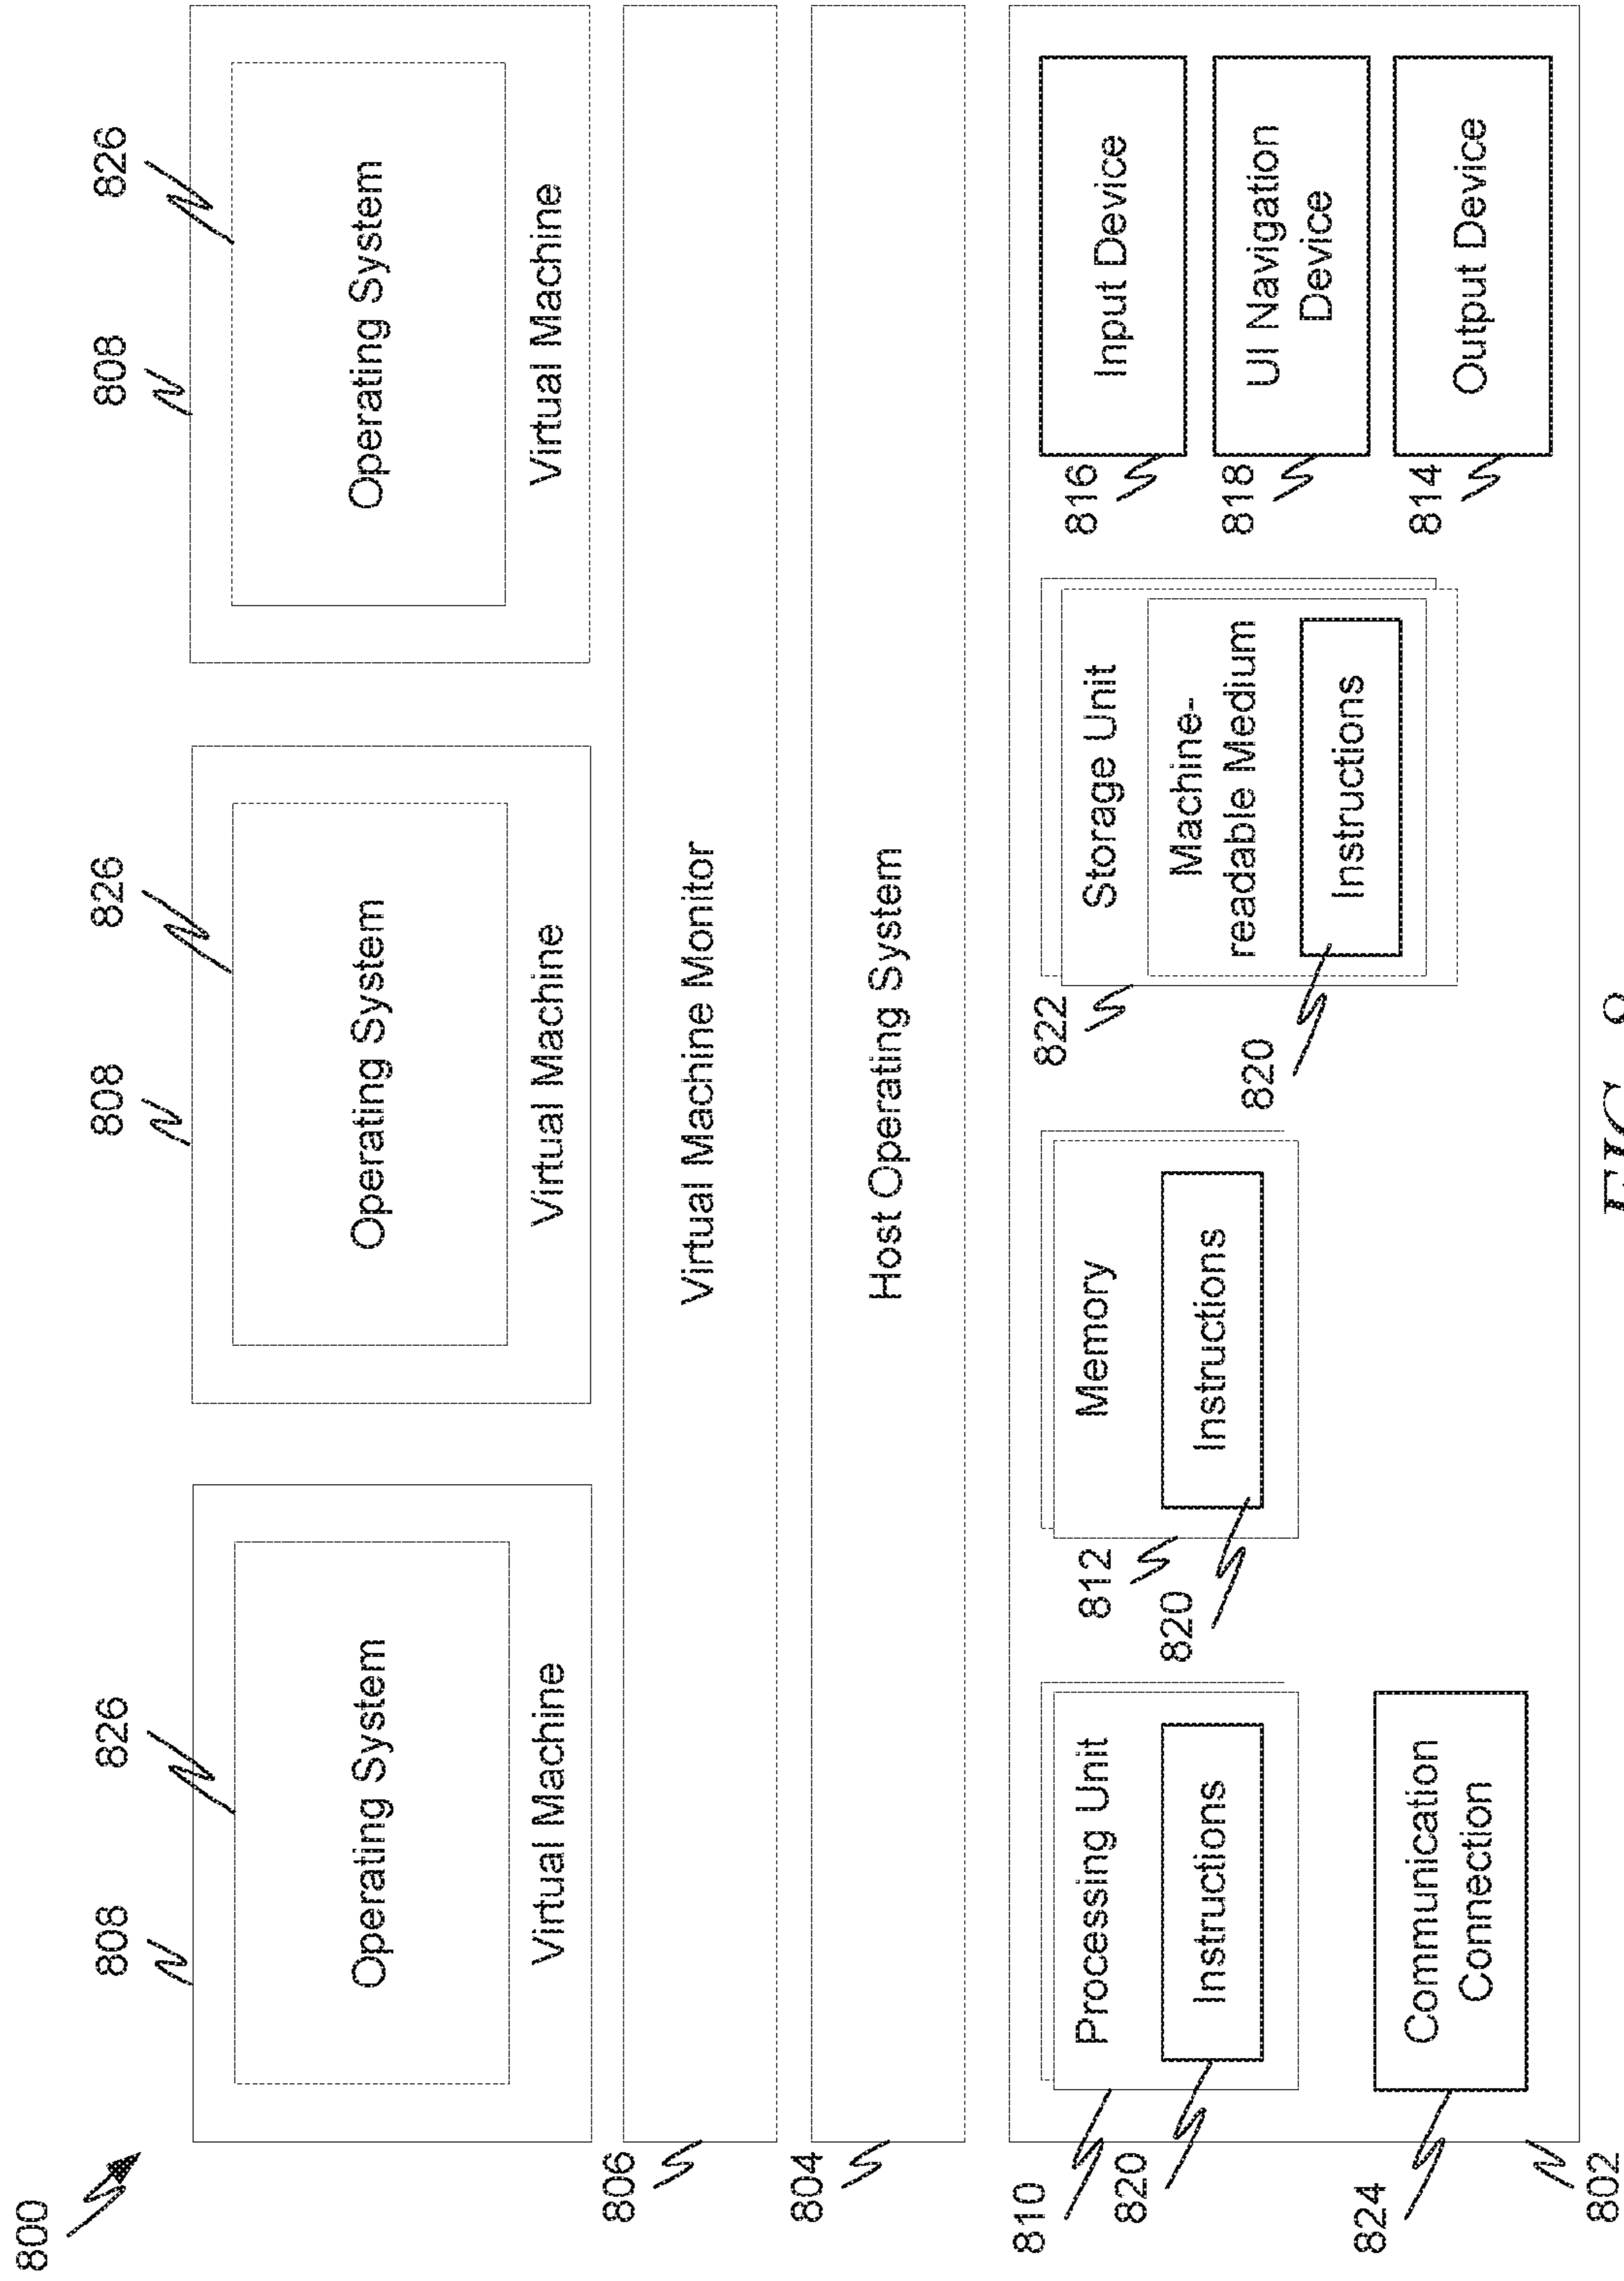 800
808
826
808
826
808
826
Operating System
Virtual Machine
Operating System
Virtual Machine
Operating System
Virtual Machine
806
Virtual Machine Monitor
804
Host Operating System
810
820
Processing Unit
Instructions
812
820
Memory
Instructions
822
820
Storage Unit
Machine-
readable Medium
Instructions
816
Input Device
818
UI Navigation
Device
814
Output Device
824
Communication
Connection
802
FIG. 8